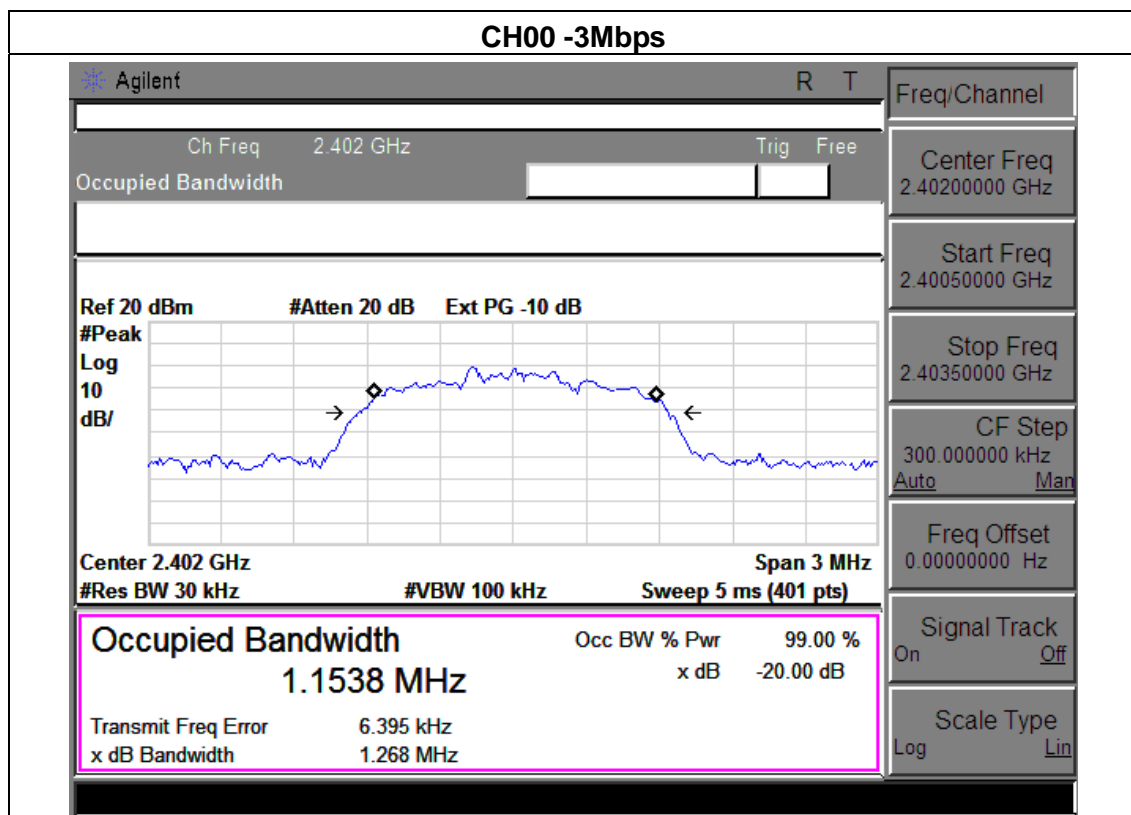 CH00 -3Mbps
Agilent R T
Freq/Channel
Ch Freq 2.402 GHz Trig Free
Occupied Bandwidth
Center Freq
2.40200000 GHz
Start Freq
2.40050000 GHz
Stop Freq
2.40350000 GHz
CF Step
300.000000 kHz
Auto Man
Freq Offset
0.00000000 Hz
Signal Track
On Off
Scale Type
Log Lin
Ref 20 dBm #Atten 20 dB Ext PG -10 dB
#Peak
Log
10
dB/
Center 2.402 GHz Span 3 MHz
#Res BW 30 kHz #VBW 100 kHz Sweep 5 ms (401 pts)
Occupied Bandwidth Occ BW % Pwr 99.00 %
1.1538 MHz x dB -20.00 dB
Transmit Freq Error 6.395 kHz
x dB Bandwidth 1.268 MHz